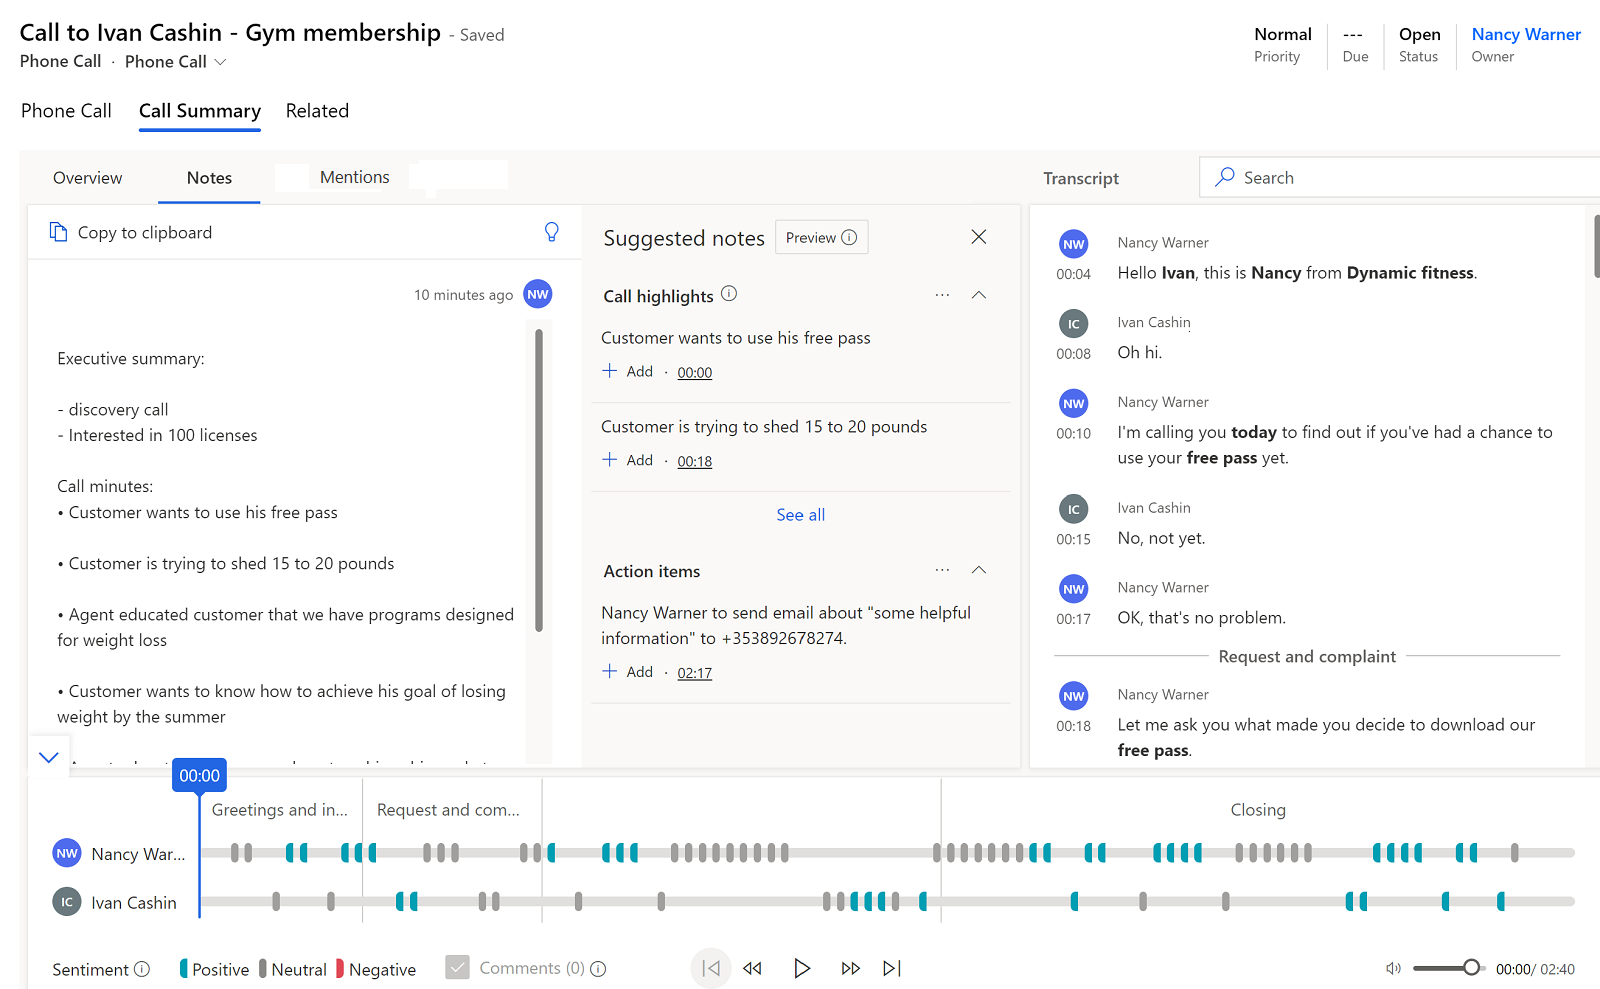 Call to Ivan Cashin - Gym membership - Saved
Phone Call · Phone Call
Normal
Priority
---
Due
Open
Status
Nancy Warner
Owner
Phone Call
Call Summary
Related
Overview
Notes
Mentions
Copy to clipboard
10 minutes ago
NW
Executive summary:
- discovery call
- Interested in 100 licenses
Call minutes:
• Customer wants to use his free pass
• Customer is trying to shed 15 to 20 pounds
• Agent educated customer that we have programs designed
for weight loss
• Customer wants to know how to achieve his goal of losing
weight by the summer
Suggested notes
Preview
Call highlights
...
Customer wants to use his free pass
+ Add · 00:00
Customer is trying to shed 15 to 20 pounds
+ Add · 00:18
See all
Action items
...
Nancy Warner to send email about "some helpful
information" to +353892678274.
+ Add · 02:17
Transcript
Search
NW
Nancy Warner
00:04
Hello Ivan, this is Nancy from Dynamic fitness.
IC
Ivan Cashin
00:08
Oh hi.
NW
Nancy Warner
00:10
I'm calling you today to find out if you've had a chance to
use your free pass yet.
IC
Ivan Cashin
00:15
No, not yet.
NW
Nancy Warner
00:17
OK, that's no problem.
Request and complaint
NW
Nancy Warner
00:18
Let me ask you what made you decide to download our
free pass.
00:00
Greetings and in...
Request and com...
Closing
NW
Nancy War...
IC
Ivan Cashin
Sentiment
Positive
Neutral
Negative
Comments (0)
00:00/ 02:40